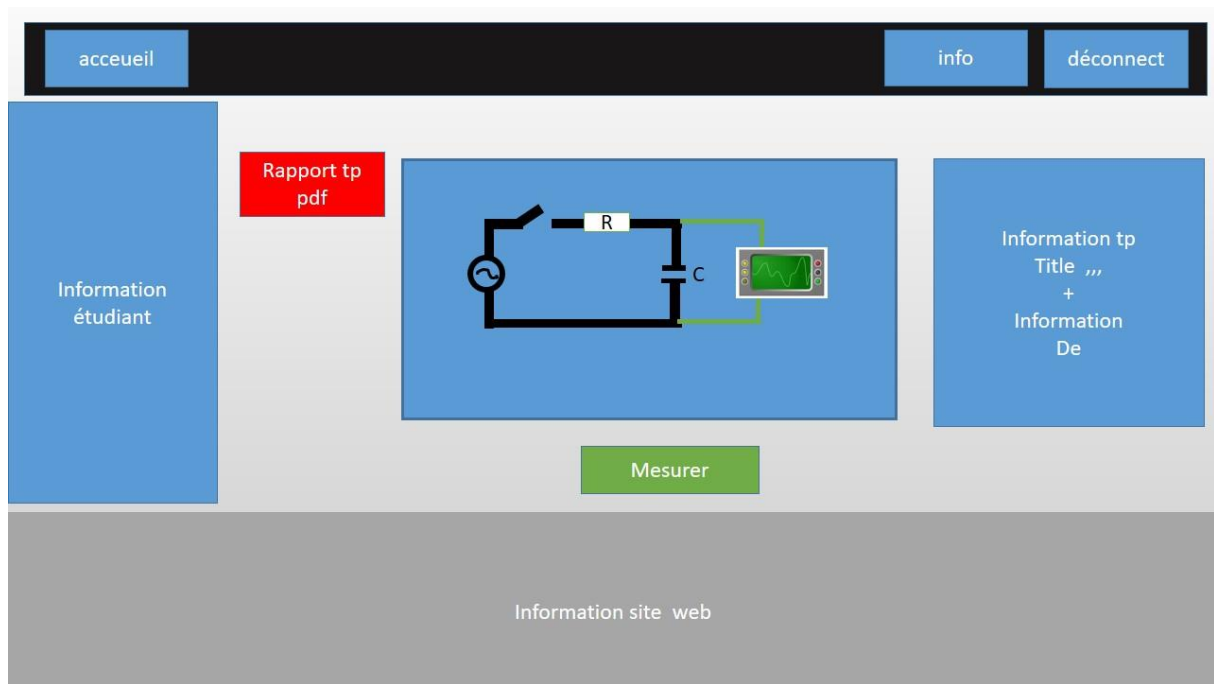 acceueil
info
déconnect
Information
étudiant
Rapport tp
pdf
R
C
Information tp
Title ,,,
+
Information
De
Mesurer
Information site web